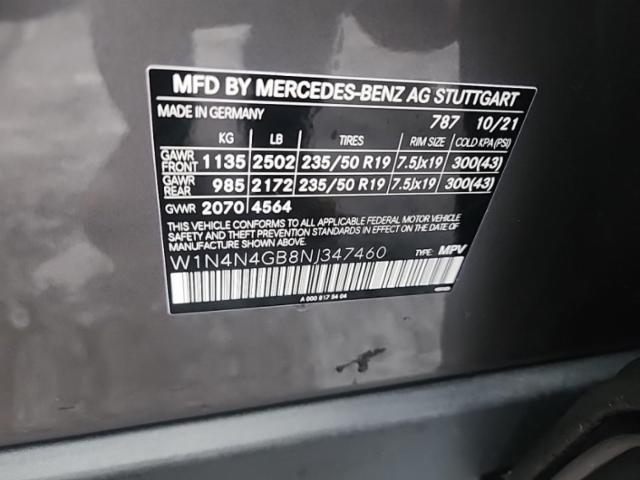 MFD BY MERCEDES-BENZ AG STUTTGART
MADE IN GERMANY 787 10/21
KG LB TIRES RIM SIZE COLD KPA (PSI)
GAWR FRONT 1135 2502 235/50 R19 7.5Jx19 300(43)
GAWR REAR 985 2172 235/50 R19 7.5Jx19 300(43)
GVWR 2070 4564
THIS VEHICLE CONFORMS TO ALL APPLICABLE FEDERAL MOTOR VEHICLE
SAFETY AND THEFT PREVENTION STANDARDS IN EFFECT ON THE DATE
OF MANUFACTURE SHOWN ABOVE.
W1N4N4GB8NJ347460 TYPE: MPV
A 000 817 34 04